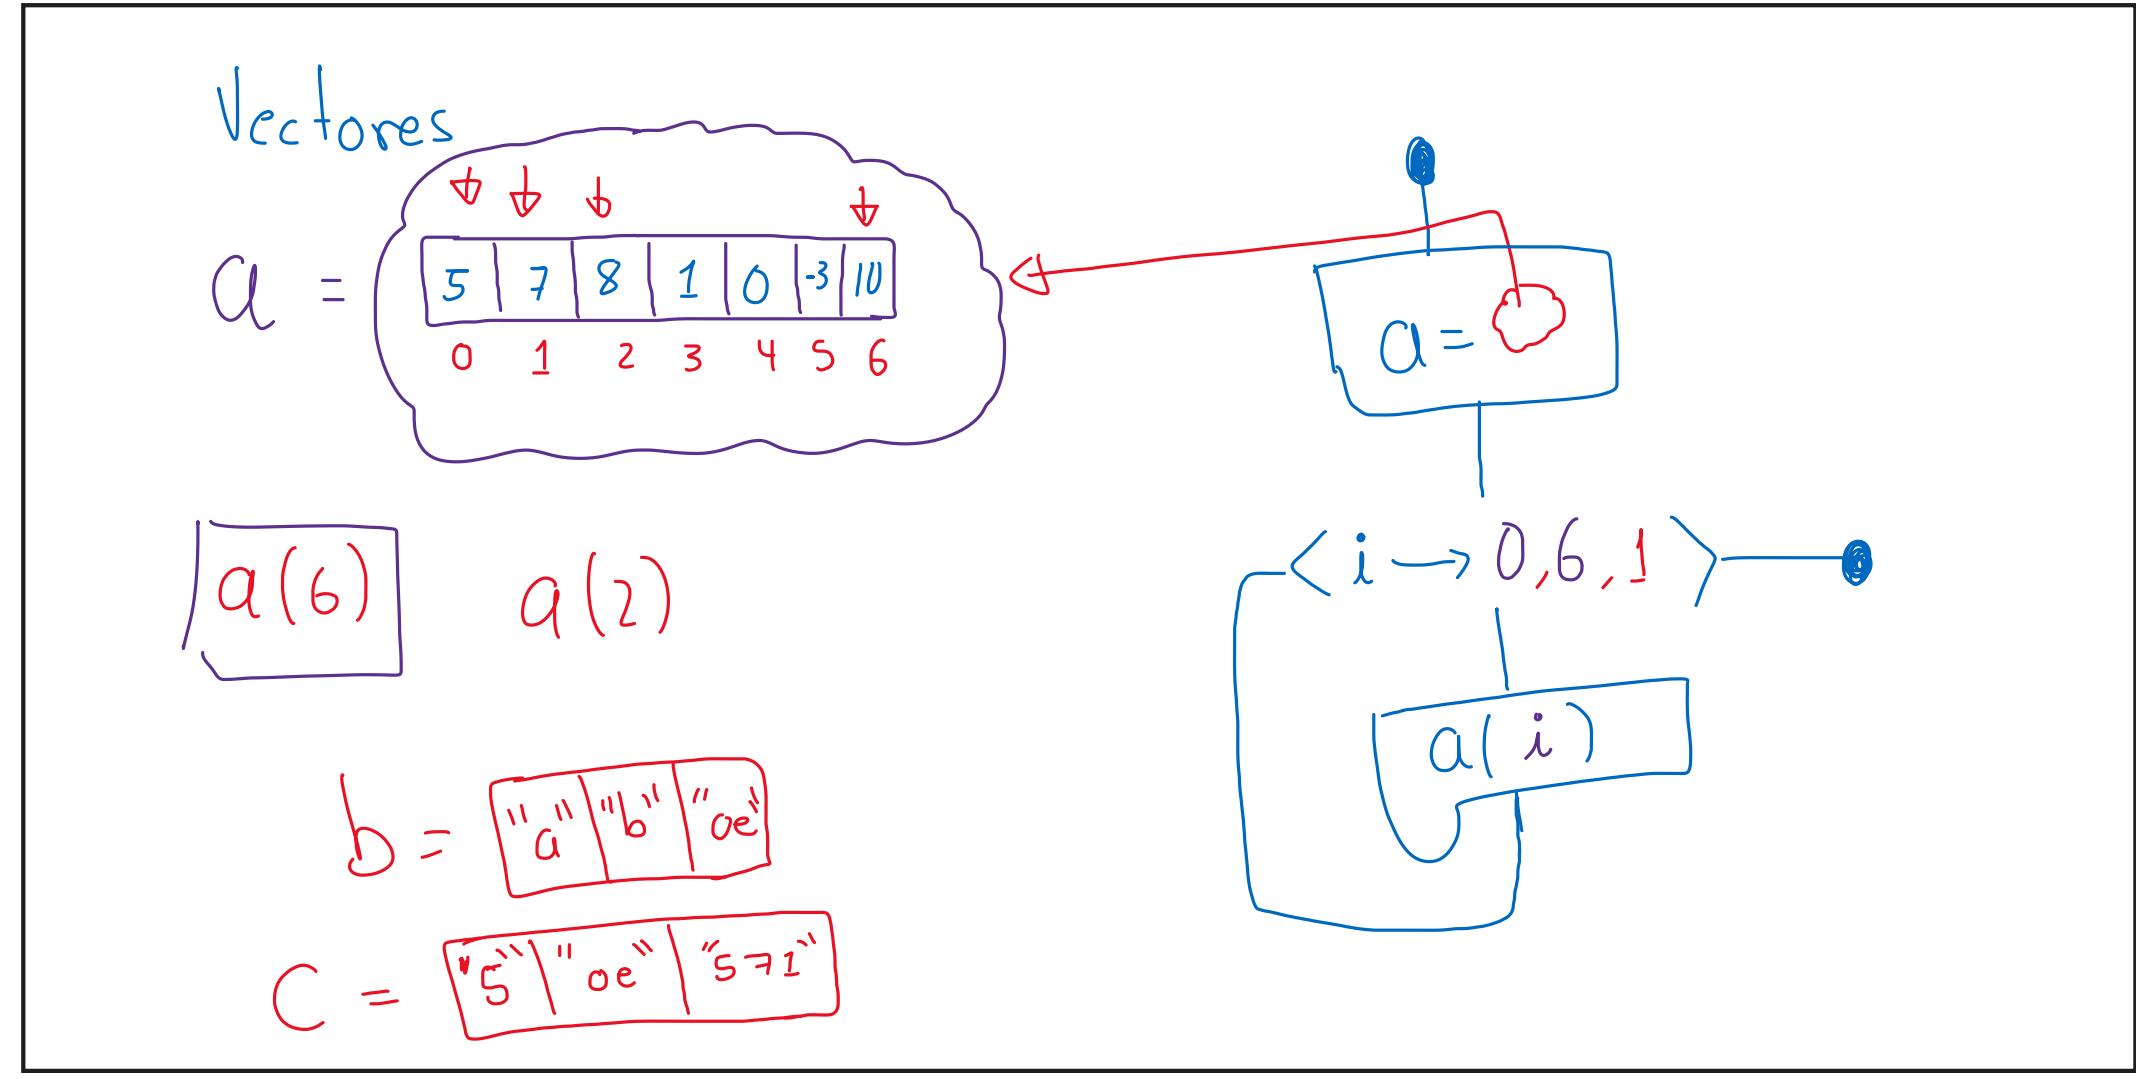 Vectores
a = 5 7 8 1 0 -3 10
0 1 2 3 4 5 6
a(6) a(2)
b = "a" "b" "oe"
c = "5" "oe" "571"
a =
i → 0,6,1
a(i)